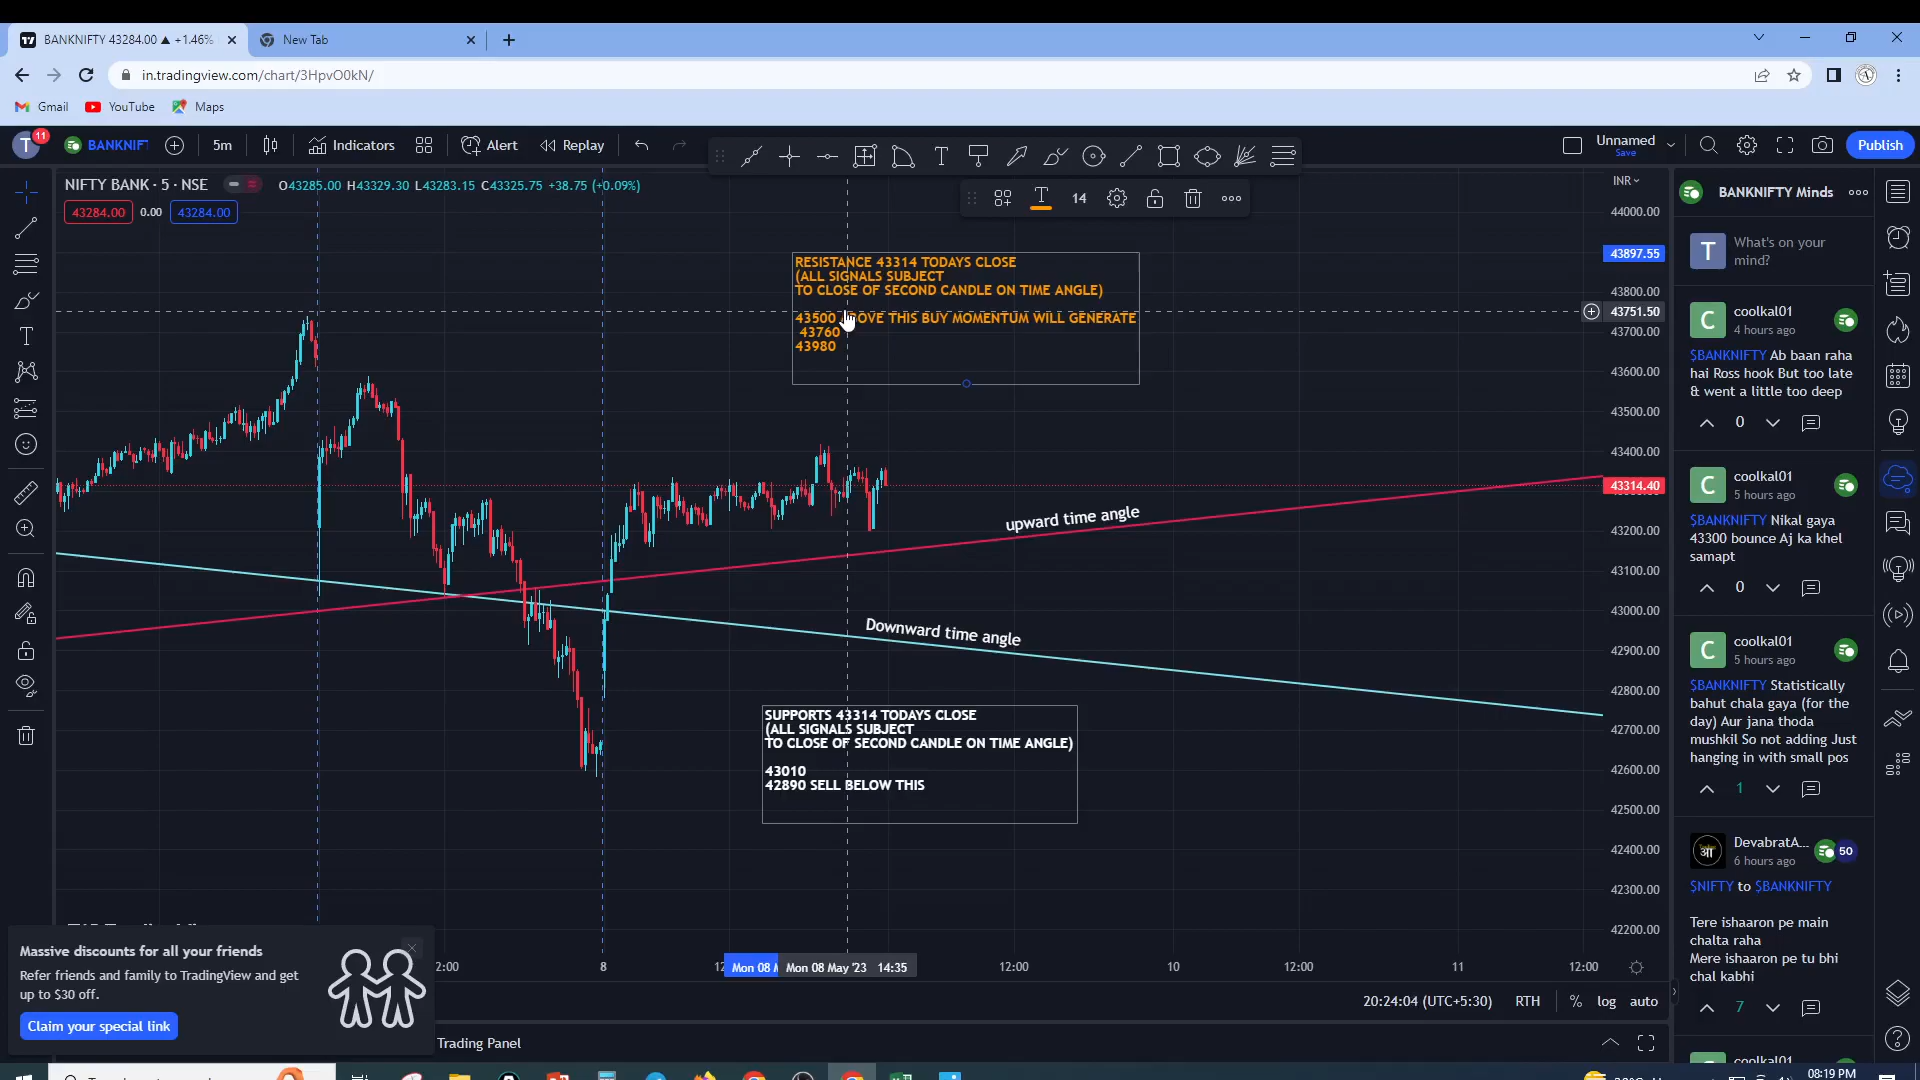 BANKNIFTY 43284.00 ▲ +1.46%
New Tab
in.tradingview.com/chart/3HpvO0kN/
Gmail
YouTube
Maps
T
11
BANKNIFT
5m
Indicators
Alert
Replay
Unnamed
Save
Publish
NIFTY BANK · 5 · NSE
O43285.00 H43329.30 L43283.15 C43325.75 +38.75 (+0.09%)
43284.00
0.00
43284.00
14
INR
RESISTANCE 43314 TODAYS CLOSE
(ALL SIGNALS SUBJECT
TO CLOSE OF SECOND CANDLE ON TIME ANGLE)
43500 ABOVE THIS BUY MOMENTUM WILL GENERATE
43760
43980
upward time angle
Downward time angle
SUPPORTS 43314 TODAYS CLOSE
(ALL SIGNALS SUBJECT
TO CLOSE OF SECOND CANDLE ON TIME ANGLE)
43010
42890 SELL BELOW THIS
44000.00
43897.55
43800.00
43751.50
43700.00
43600.00
43500.00
43400.00
43314.40
43200.00
43100.00
43000.00
42900.00
42800.00
42700.00
42600.00
42500.00
42400.00
42300.00
42200.00
2:00
8
12
Mon 08
Mon 08 May '23 14:35
12:00
10
12:00
11
12:00
20:24:04 (UTC+5:30)
RTH
%
log
auto
Massive discounts for all your friends
Refer friends and family to TradingView and get
up to $30 off.
Claim your special link
Trading Panel
BANKNIFTY Minds
T
What's on your
mind?
C
coolkal01
4 hours ago
$BANKNIFTY Ab baan raha
hai Ross hook But too late
& went a little too deep
0
C
coolkal01
5 hours ago
$BANKNIFTY Nikal gaya
43300 bounce Aj ka khel
samapt
0
C
coolkal01
5 hours ago
$BANKNIFTY Statistically
bahut chala gaya (for the
day) Aur jana thoda
mushkil So not adding Just
hanging in with small pos
1
DevabratA...
50
6 hours ago
$NIFTY to $BANKNIFTY
Tere ishaaron pe main
chalta raha
Mere ishaaron pe tu bhi
chal kabhi
7
coolkal01
08:19 PM